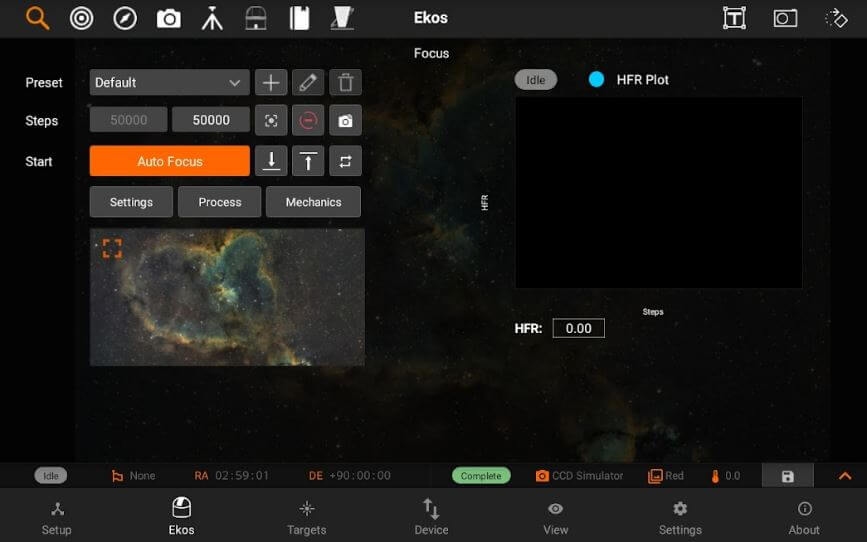 Ekos
Focus
Preset Default
Idle HFR Plot
Steps 50000 50000
Start Auto Focus
Settings Process Mechanics
HFR
Steps
HFR: 0.00
Idle None RA 02:59:01 DE +90:00:00 Complete CCD Simulator Red 0.0
Setup Ekos Targets Device View Settings About